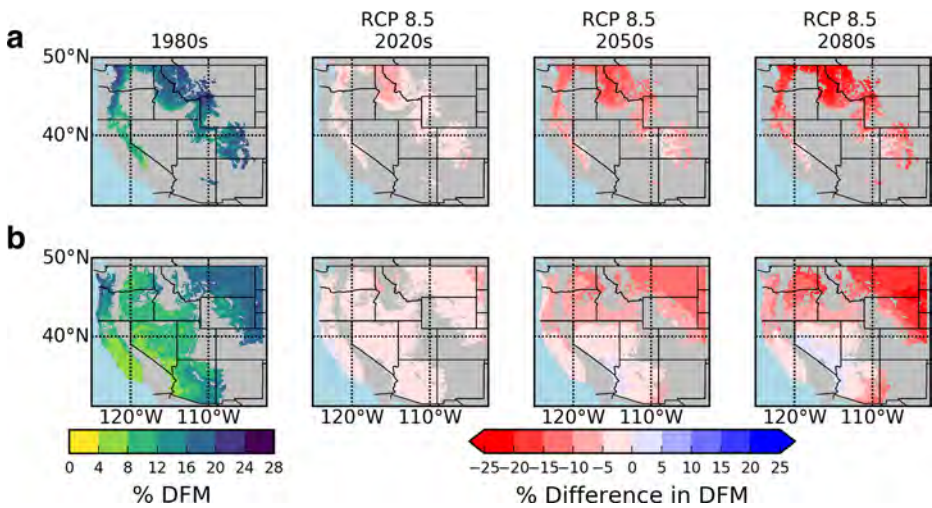 a
1980s
RCP 8.5
2020s
RCP 8.5
2050s
RCP 8.5
2080s
50°N
40°N
b
50°N
40°N
120°W 110°W
120°W 110°W
120°W 110°W
120°W 110°W
0 4 8 12 16 20 24 28
% DFM
−25−20−15−10 −5 0 5 10 15 20 25
% Difference in DFM